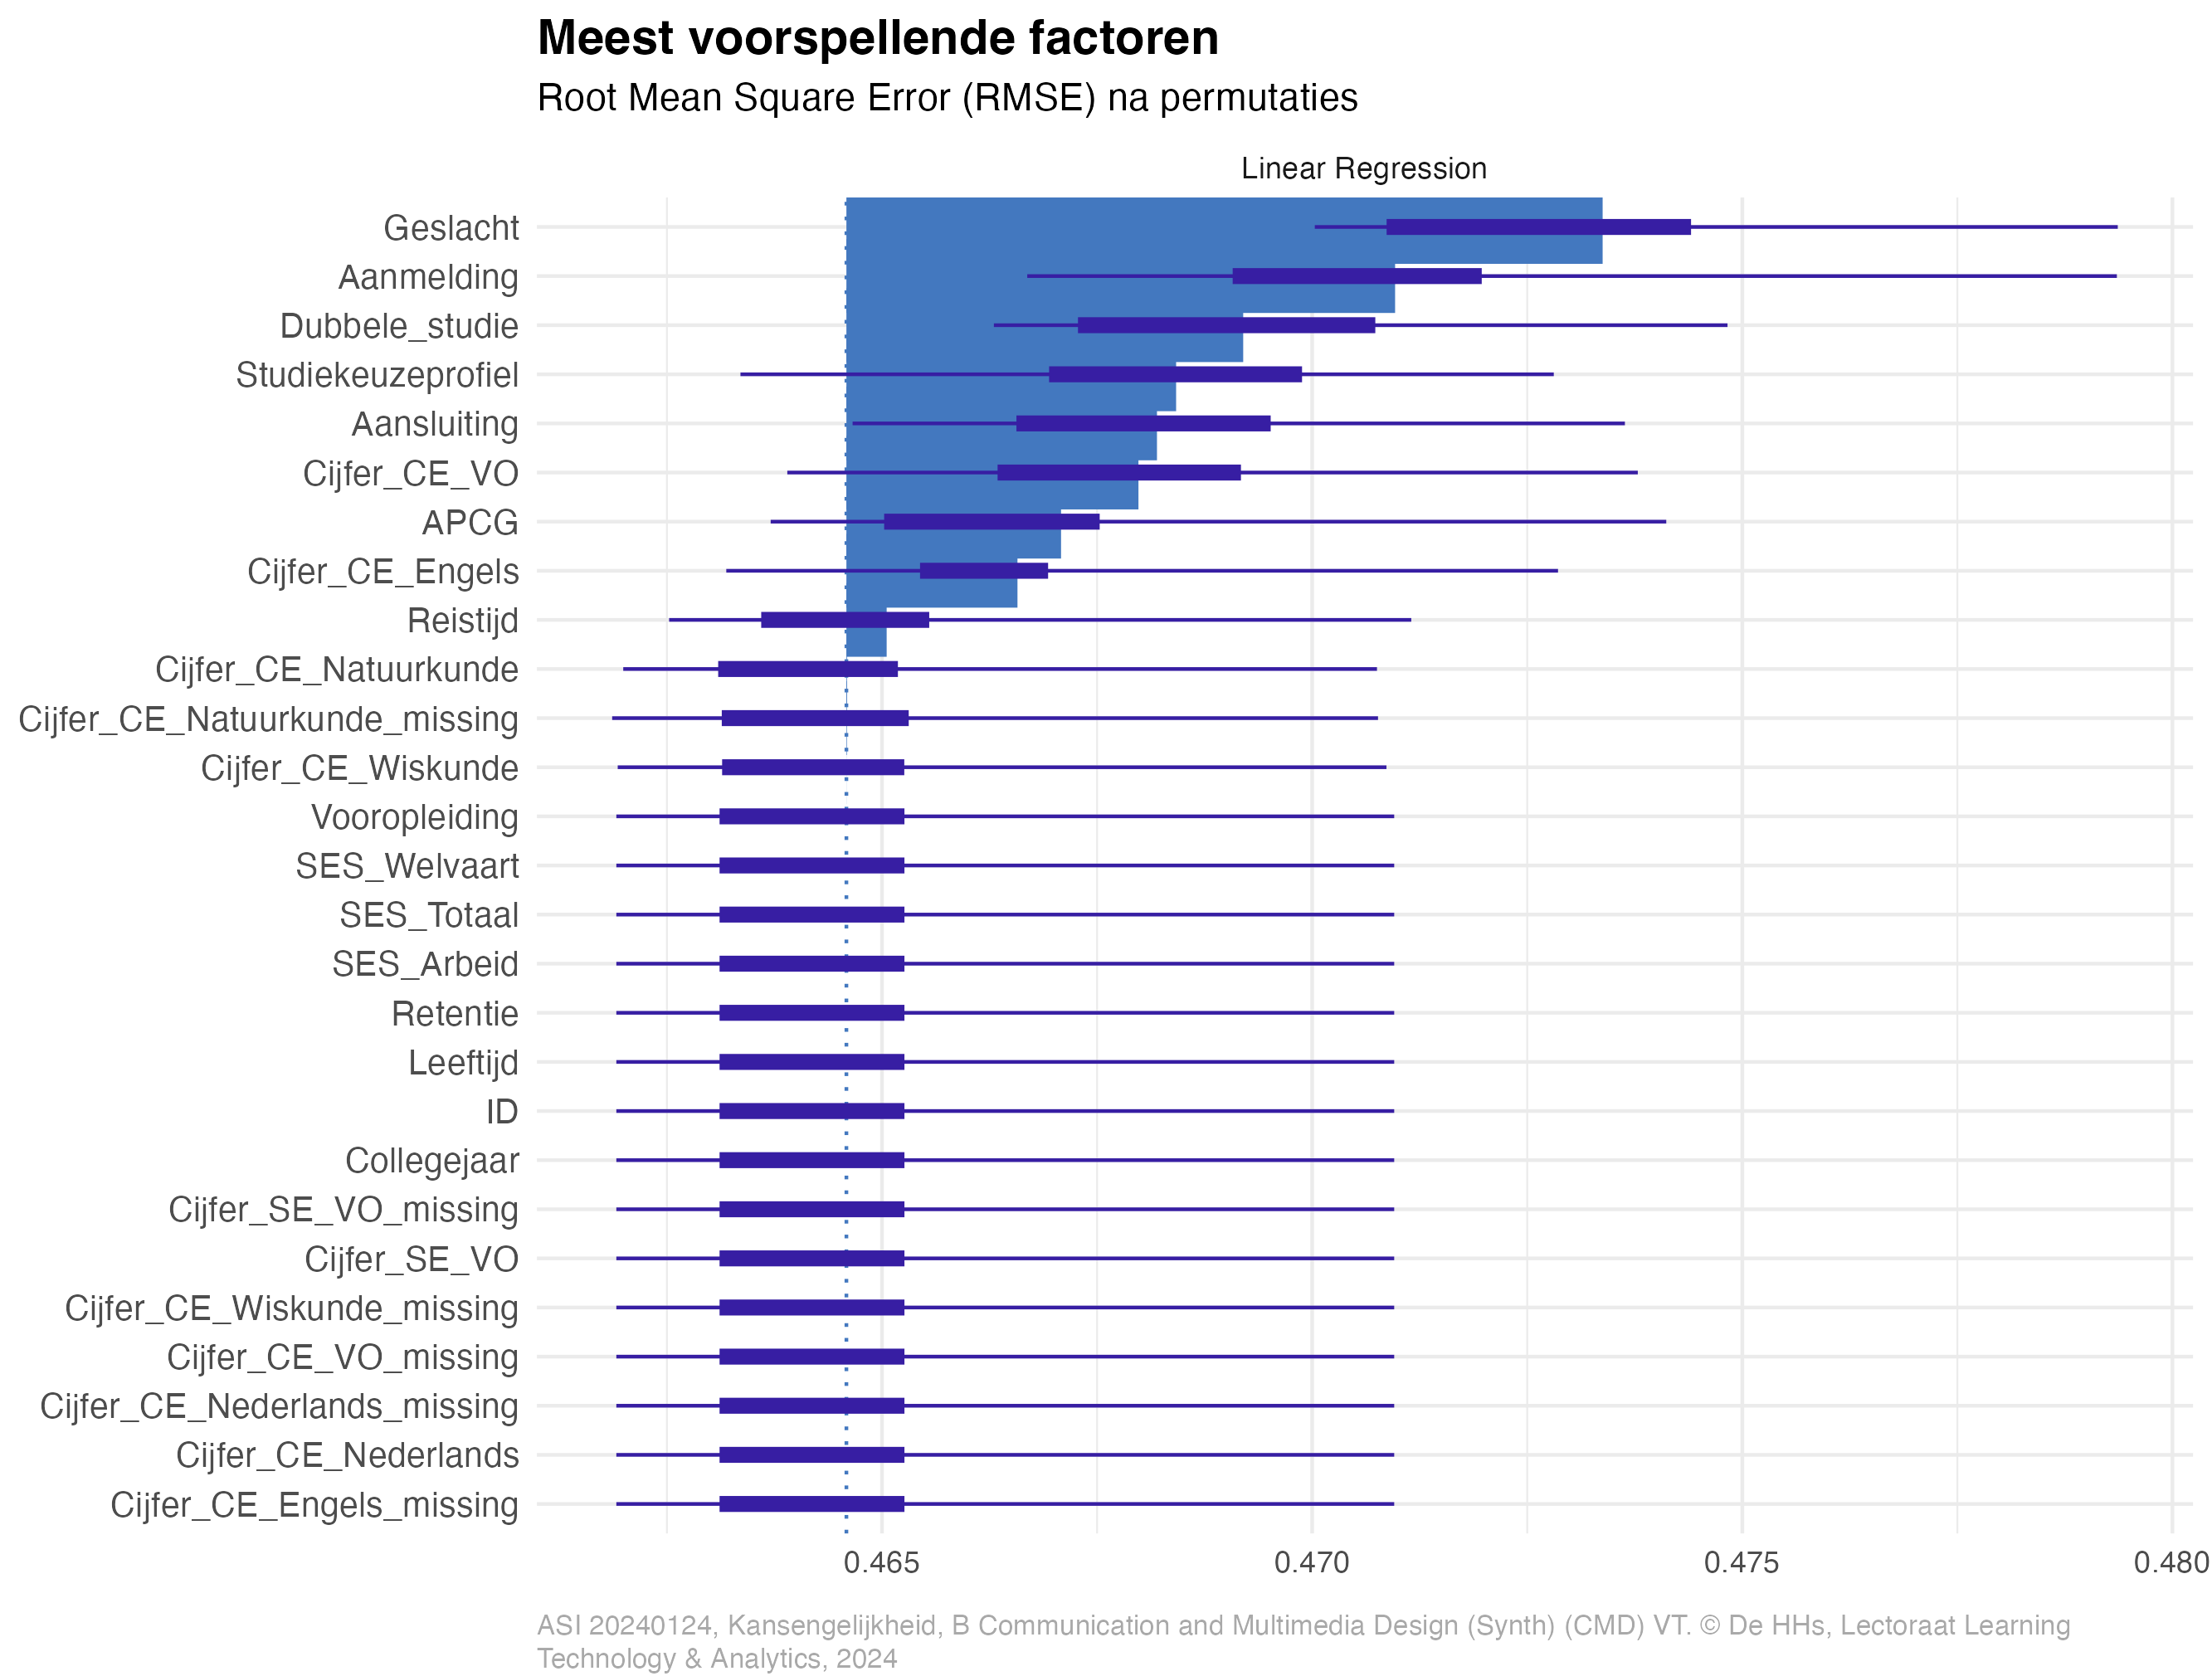 Meest voorspellende factoren
Root Mean Square Error (RMSE) na permutaties
Linear Regression
Geslacht
Aanmelding
Dubbele_studie
Studiekeuzeprofiel
Aansluiting
Cijfer_CE_VO
APCG
Cijfer_CE_Engels
Reistijd
Cijfer_CE_Natuurkunde
Cijfer_CE_Natuurkunde_missing
Cijfer_CE_Wiskunde
Vooropleiding
SES_Welvaart
SES_Totaal
SES_Arbeid
Retentie
Leeftijd
ID
Collegejaar
Cijfer_SE_VO_missing
Cijfer_SE_VO
Cijfer_CE_Wiskunde_missing
Cijfer_CE_VO_missing
Cijfer_CE_Nederlands_missing
Cijfer_CE_Nederlands
Cijfer_CE_Engels_missing
0.465 0.470 0.475 0.480
ASI 20240124, Kansengelijkheid, B Communication and Multimedia Design (Synth) (CMD) VT. © De HHs, Lectoraat Learning
Technology & Analytics, 2024